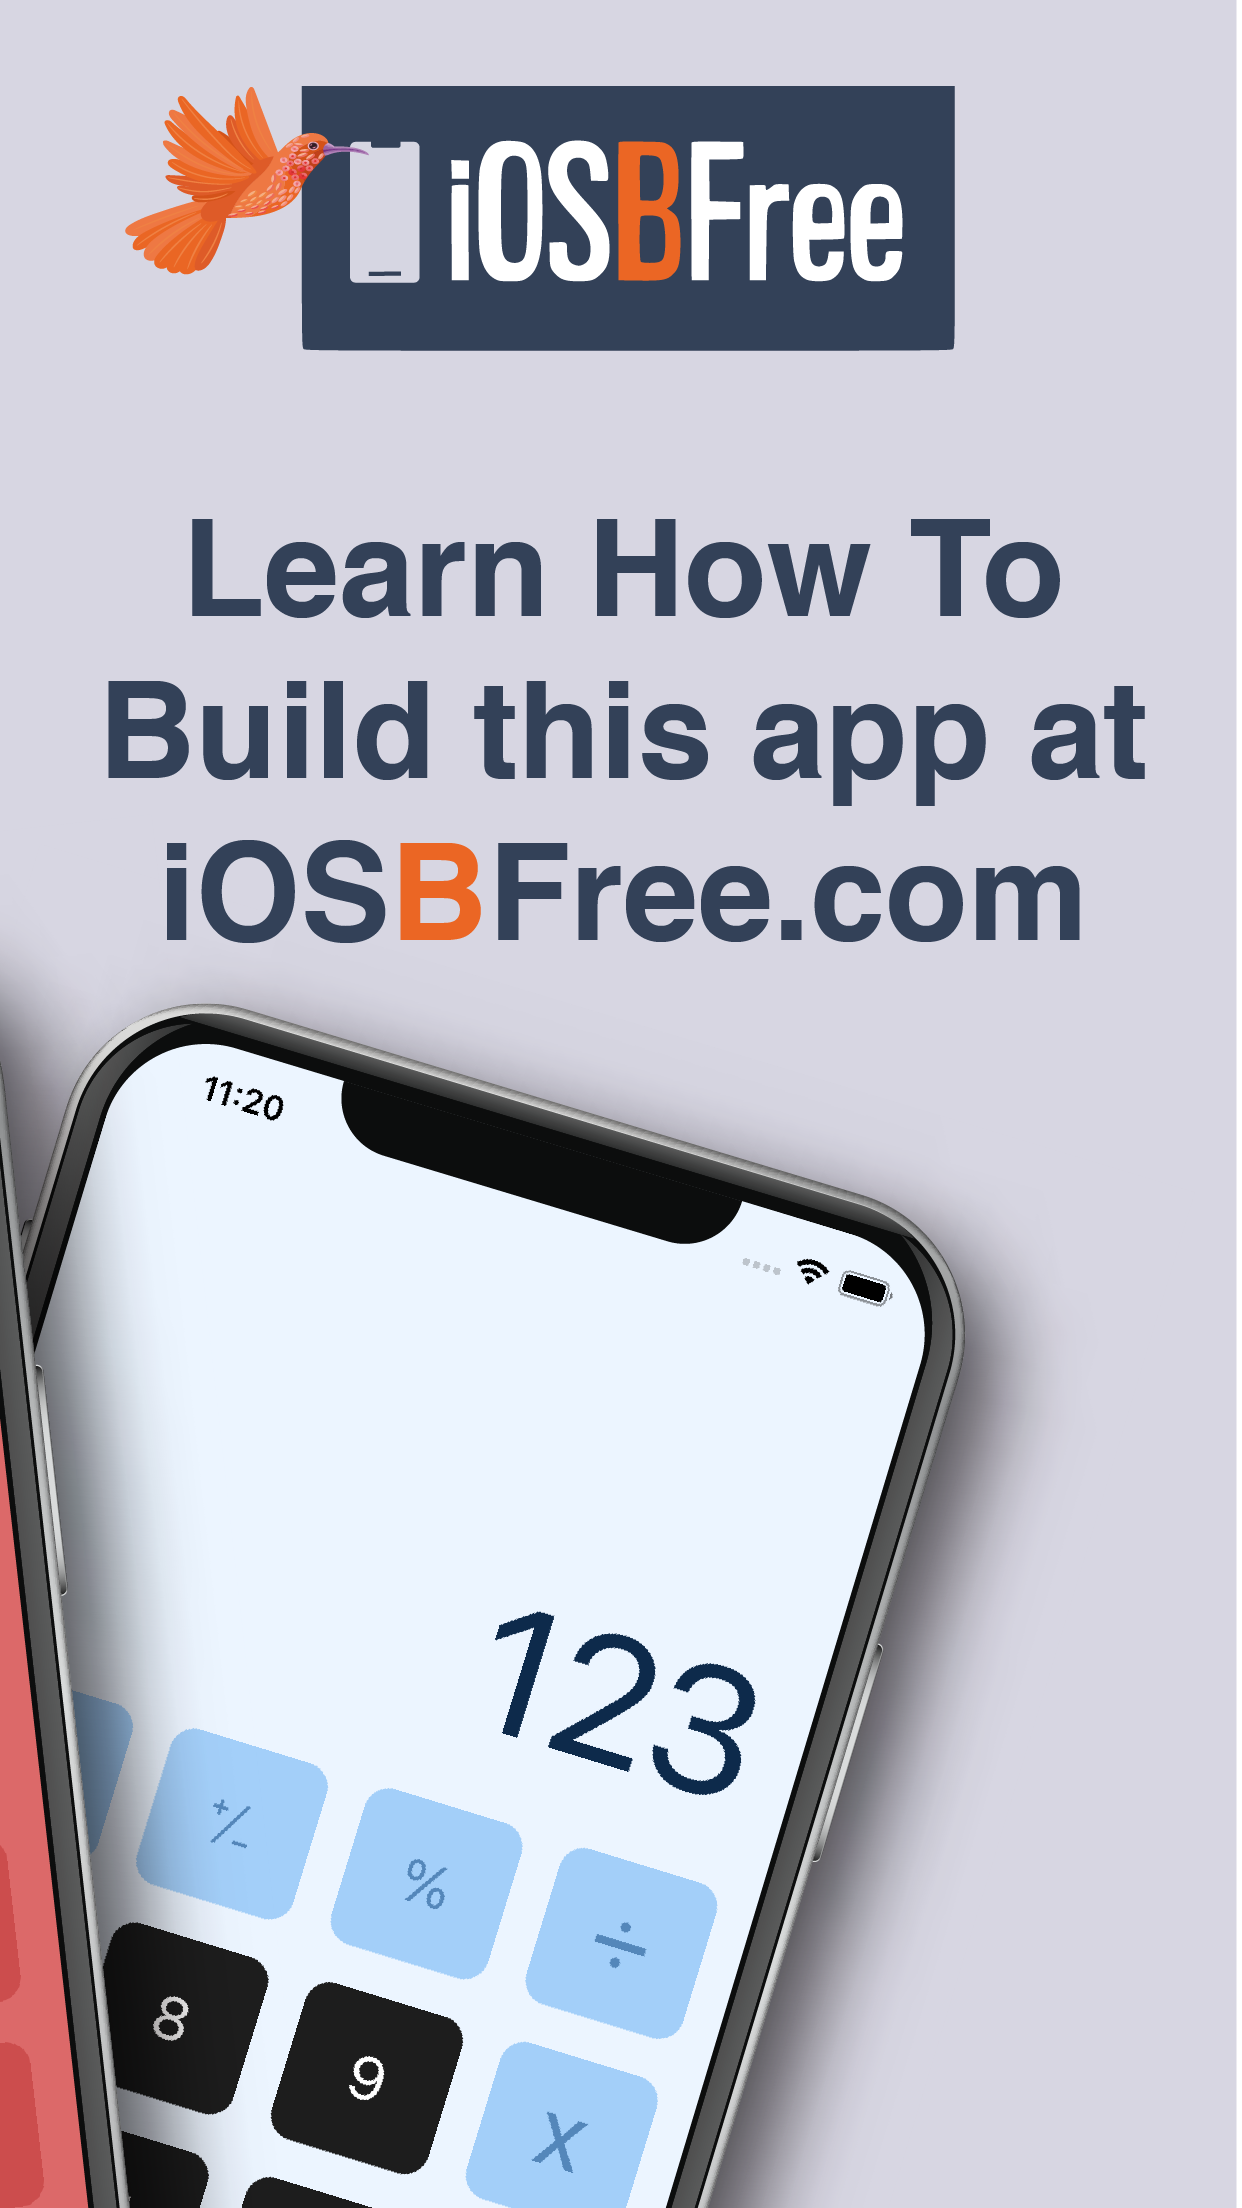 iOSBFree
Learn How To
Build this app at
iOSBFree.com
11:20
123
+/-
% 
÷
8
9
X